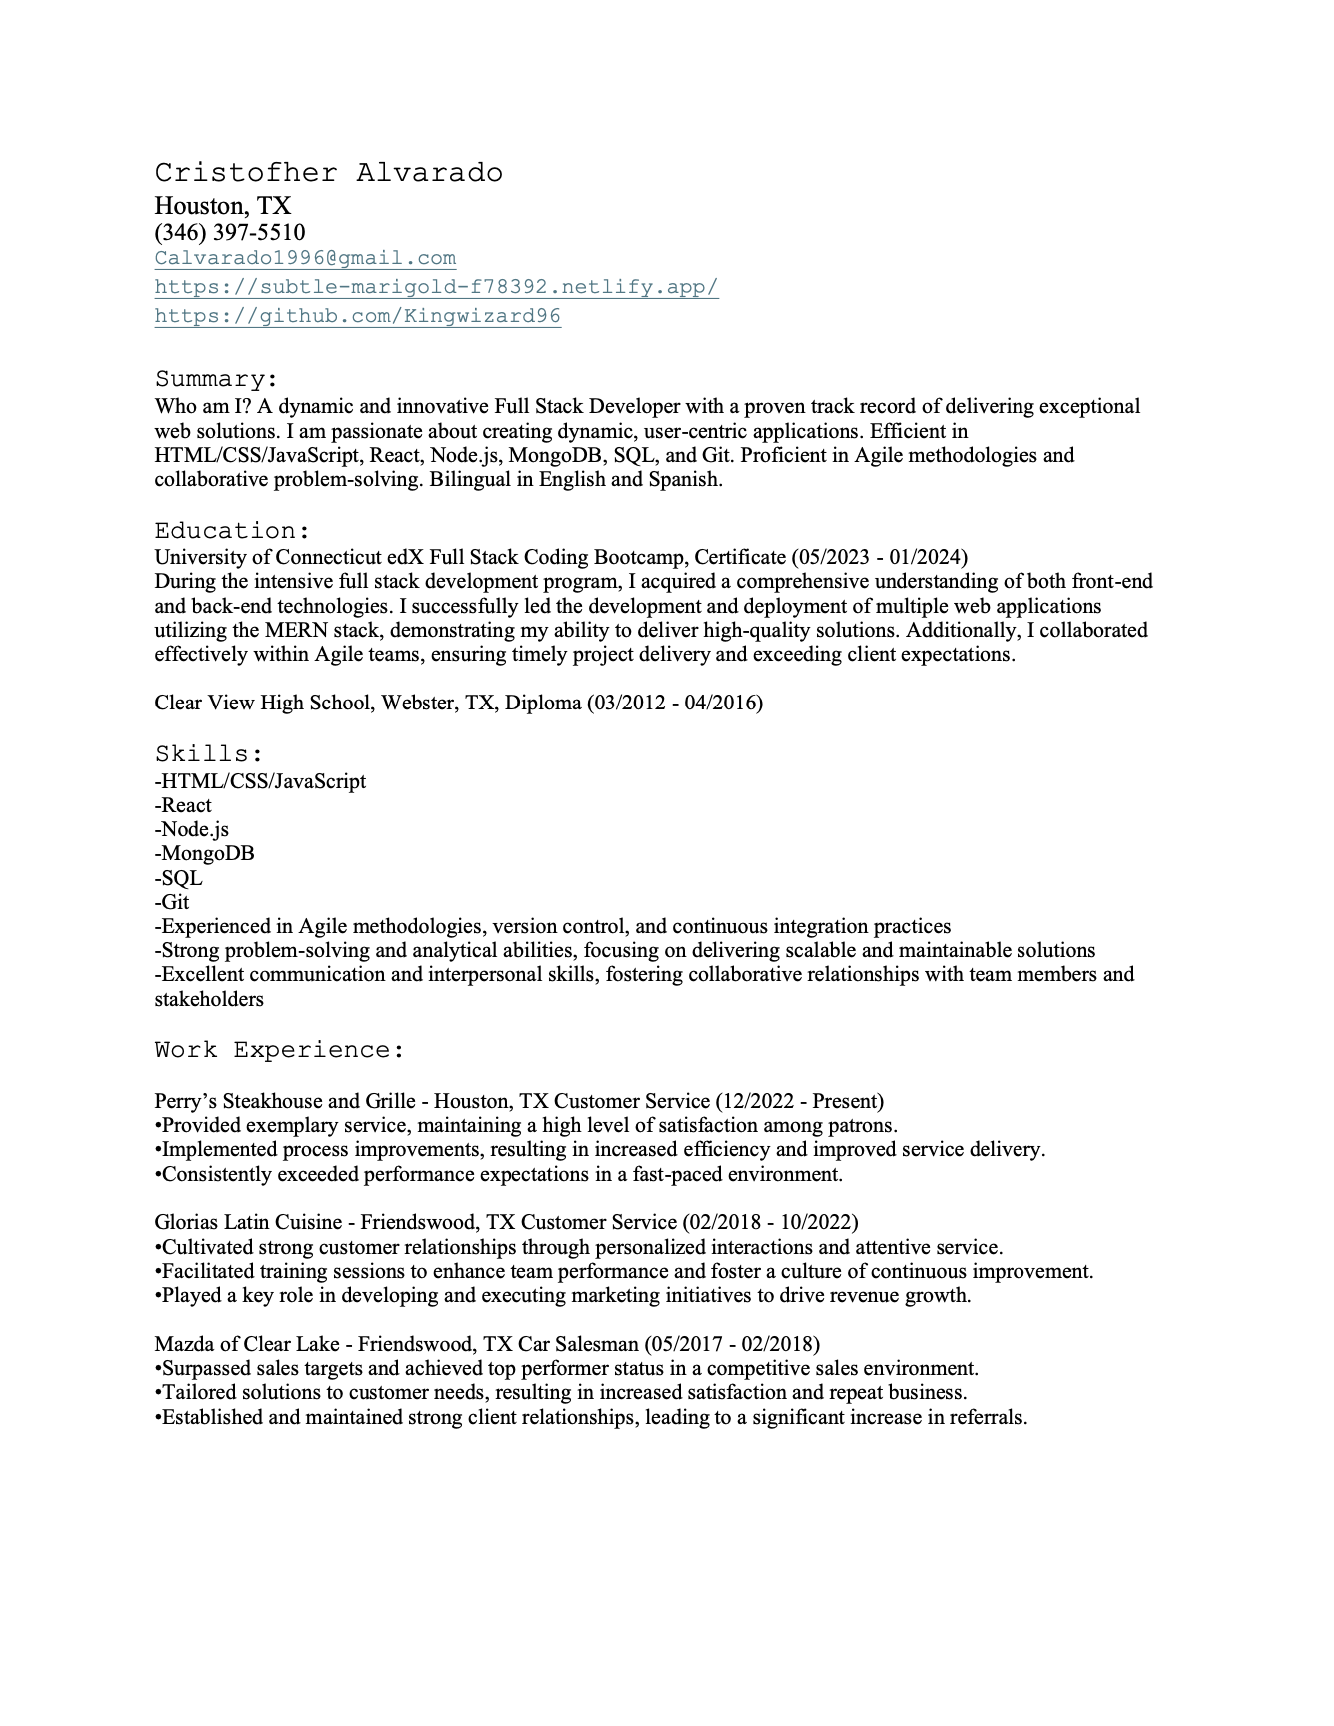 Cristofher Alvarado
Houston, TX
(346) 397-5510
Calvarado1996@gmail.com
https://subtle-marigold-f78392.netlify.app/
https://github.com/Kingwizard96
Summary:
Who am I? A dynamic and innovative Full Stack Developer with a proven track record of delivering exceptional
web solutions. I am passionate about creating dynamic, user-centric applications. Efficient in
HTML/CSS/JavaScript, React, Node.js, MongoDB, SQL, and Git. Proficient in Agile methodologies and
collaborative problem-solving. Bilingual in English and Spanish.
Education:
University of Connecticut edX Full Stack Coding Bootcamp, Certificate (05/2023 - 01/2024)
During the intensive full stack development program, I acquired a comprehensive understanding of both front-end
and back-end technologies. I successfully led the development and deployment of multiple web applications
utilizing the MERN stack, demonstrating my ability to deliver high-quality solutions. Additionally, I collaborated
effectively within Agile teams, ensuring timely project delivery and exceeding client expectations.
Clear View High School, Webster, TX, Diploma (03/2012 - 04/2016)
Skills:
-HTML/CSS/JavaScript
-React
-Node.js
-MongoDB
-SQL
-Git
-Experienced in Agile methodologies, version control, and continuous integration practices
-Strong problem-solving and analytical abilities, focusing on delivering scalable and maintainable solutions
-Excellent communication and interpersonal skills, fostering collaborative relationships with team members and
stakeholders
Work Experience:
Perry’s Steakhouse and Grille - Houston, TX Customer Service (12/2022 - Present)
•Provided exemplary service, maintaining a high level of satisfaction among patrons.
•Implemented process improvements, resulting in increased efficiency and improved service delivery.
•Consistently exceeded performance expectations in a fast-paced environment.
Glorias Latin Cuisine - Friendswood, TX Customer Service (02/2018 - 10/2022)
•Cultivated strong customer relationships through personalized interactions and attentive service.
•Facilitated training sessions to enhance team performance and foster a culture of continuous improvement.
•Played a key role in developing and executing marketing initiatives to drive revenue growth.
Mazda of Clear Lake - Friendswood, TX Car Salesman (05/2017 - 02/2018)
•Surpassed sales targets and achieved top performer status in a competitive sales environment.
•Tailored solutions to customer needs, resulting in increased satisfaction and repeat business.
•Established and maintained strong client relationships, leading to a significant increase in referrals.